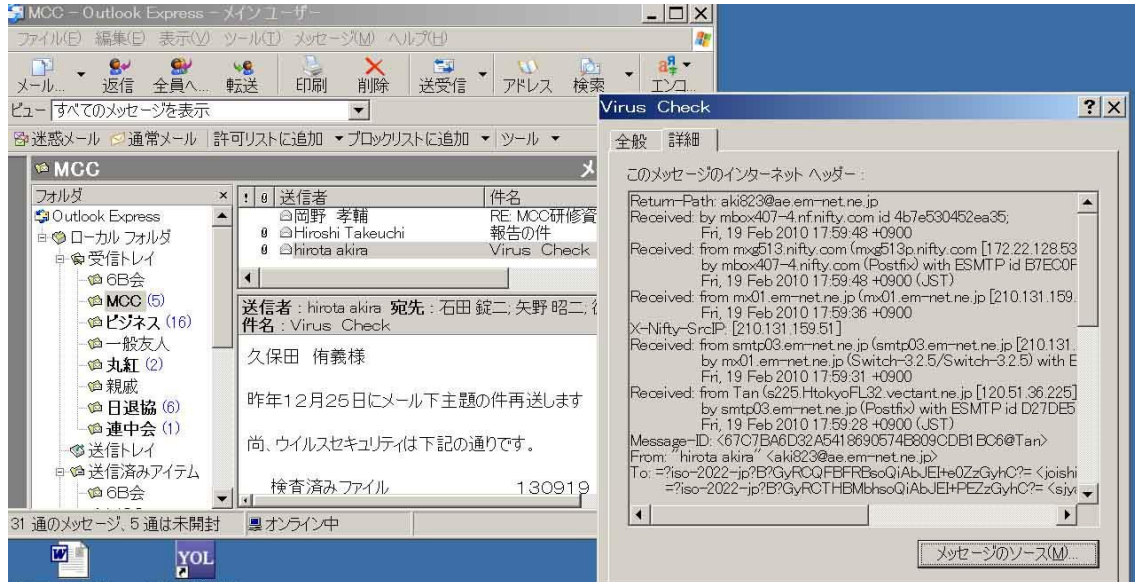 MCC - Outlook Express - メインユーザー
ファイル(F) 編集(E) 表示(V) ツール(T) メッセージ(M) ヘルプ(H)
メール... 返信 全員へ... 転送 印刷 削除 送受信 アドレス 検索 エンコ...
ビュー すべてのメッセージを表示
迷惑メール 通常メール 許可リストに追加 ブロックリストに追加 ツール
MCC
フォルダ ×
Outlook Express
ローカル フォルダ
受信トレイ
6B会
MCC (5)
ビジネス (16)
一般友人
丸紅 (2)
親戚
日退協 (6)
連中会 (1)
送信トレイ
送信済みアイテム
6B会
! 送信者 件名
岡野 孝輔 RE: MCC研修資
Hiroshi Takeuchi 報告の件
hirota akira Virus Check
送信者 : hirota akira 宛先 : 石田 錠二; 矢野 昭二;
件名 : Virus Check
久保田 侑義様
昨年12月25日にメール下主題の件再送します
尚、ウイルスセキュリティは下記の通りです。
検査済みファイル 130919
31 通のメッセージ、5 通は未開封 オンライン中
YOL
Virus Check ? ×
全般 詳細
このメッセージのインターネット ヘッダー :
Return-Path: aki823@ae.em-net.ne.jp
Received: by mbox407-4.nf.nifty.com id 4b7e530452ea35;
Fri, 19 Feb 2010 17:59:48 +0900
Received: from mxg513.nifty.com (mxg513p.nifty.com [172.22.128.53
by mbox407-4.nifty.com (Postfix) with ESMTP id B7EC0F
Fri, 19 Feb 2010 17:59:48 +0900 (JST)
Received: from mx01.em-net.ne.jp (mx01.em-net.ne.jp [210.131.159.
Fri, 19 Feb 2010 17:59:36 +0900
X-Nifty-SrcIP: [210.131.159.51]
Received: from smtp03.em-net.ne.jp (smtp03.em-net.ne.jp [210.131.
by mx01.em-net.ne.jp (Switch-3.2.5/Switch-3.2.5) with E
Fri, 19 Feb 2010 17:59:31 +0900
Received: from Tan (s225.HtokyoFL32.vectant.ne.jp [120.51.36.225]
by smtp03.em-net.ne.jp (Postfix) with ESMTP id D27DE5
Fri, 19 Feb 2010 17:59:28 +0900 (JST)
Message-ID: <67C7BA6D32A5418690574B809CDB1BC6@Tan>
From: "hirota akira" <aki823@ae.em-net.ne.jp>
To: =?iso-2022-jp?B?GyRCQFBFRBsoQiAbJEI+e0ZzGyhC?= <joishi
=?iso-2022-jp?B?GyRCTHBMbhsoQiAbJEI+PEZzGyhC?= <sjy
メッセージのソース(M)...